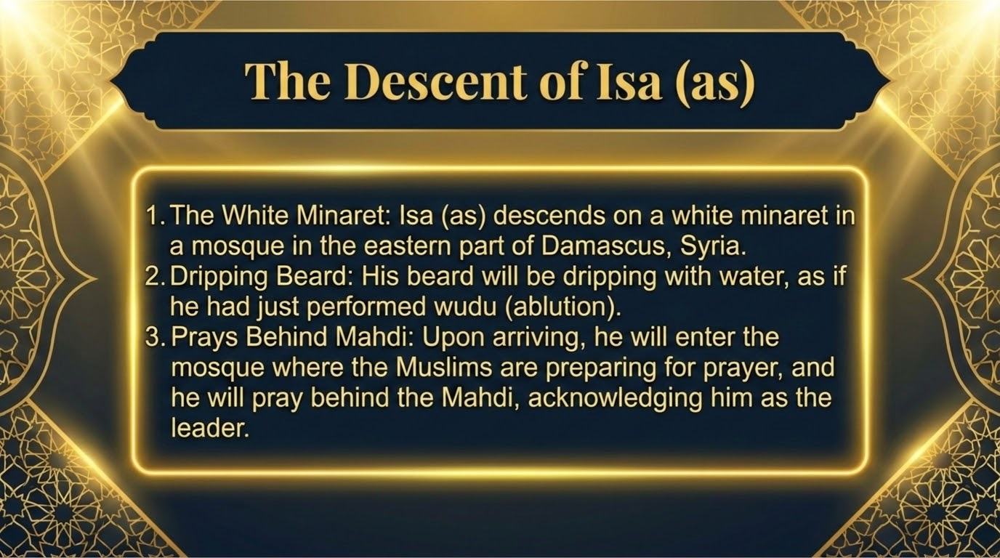 The Descent of Isa (as)
1. The White Minaret: Isa (as) descends on a white minaret in
a mosque in the eastern part of Damascus, Syria.
2. Dripping Beard: His beard will be dripping with water, as if
he had just performed wudu (ablution).
3. Prays Behind Mahdi: Upon arriving, he will enter the
mosque where the Muslims are preparing for prayer, and
he will pray behind the Mahdi, acknowledging him as the
leader.